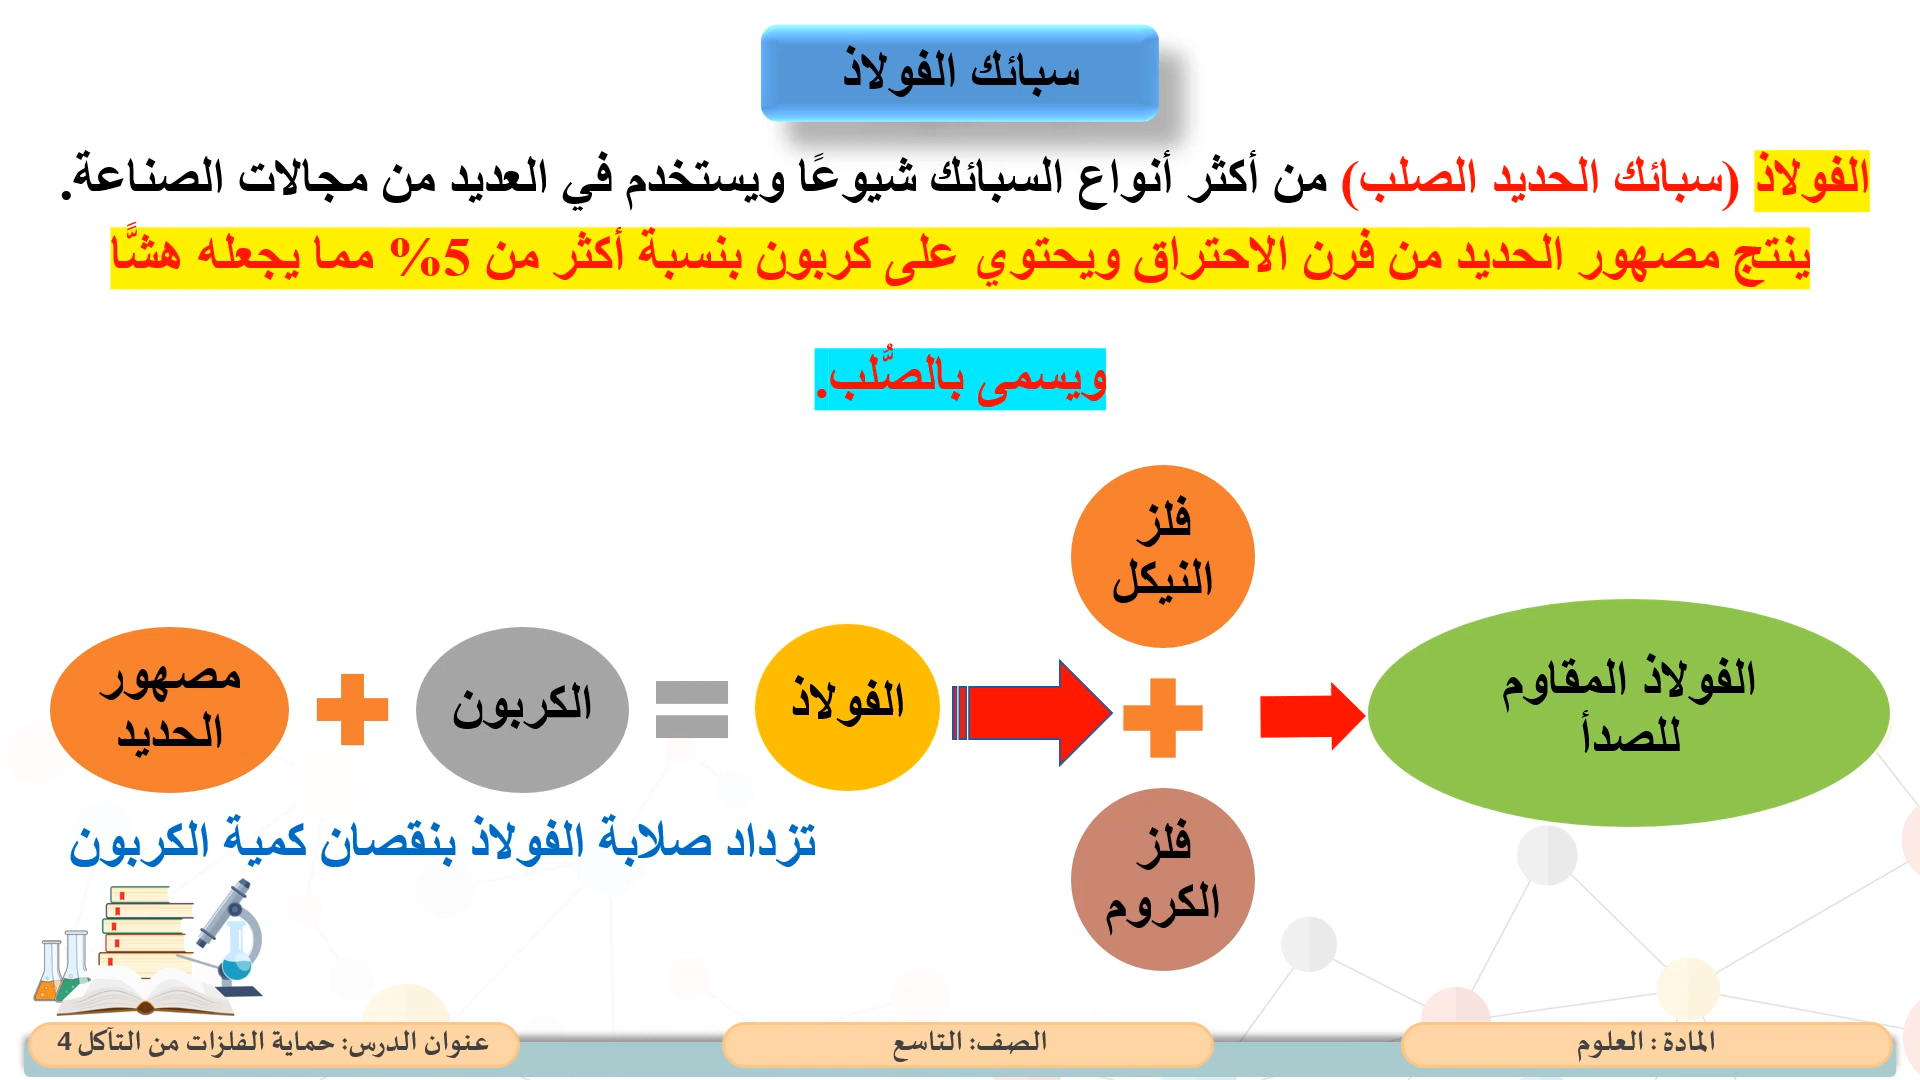 سبائك الفولاذ
الفولاذ (سبائك الحديد الصلب) من أكثر أنواع السبائك شيوعًا ويستخدم في العديد من مجالات الصناعة.
ينتج مصهور الحديد من فرن الاحتراق ويحتوي على كربون بنسبة أكثر من 5% مما يجعله هشًّا
ويسمى بالصُّلب.
فلز
النيكل
مصهور
الحديد
الكربون
الفولاذ
الفولاذ المقاوم
للصدأ
تزداد صلابة الفولاذ بنقصان كمية الكربون
فلز
الكروم
المادة : العلوم
الصف: التاسع
عنوان الدرس: حماية الفلزات من التآكل 4